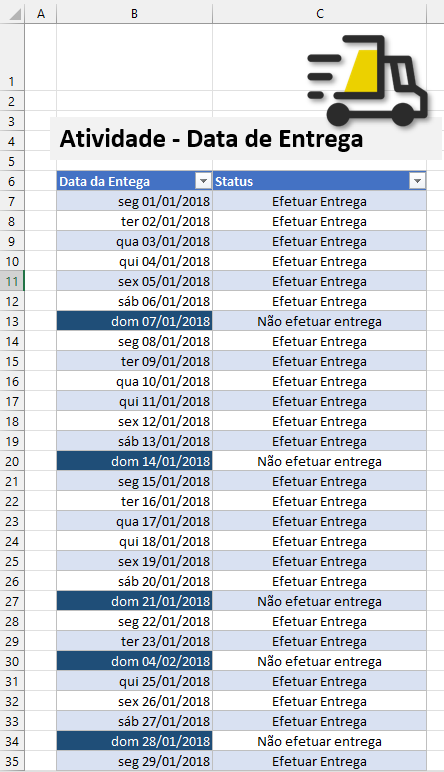 A B C
1
2
3
4 Atividade - Data de Entrega
5
6 Data da Entega Status
7 seg 01/01/2018 Efetuar Entrega
8 ter 02/01/2018 Efetuar Entrega
9 qua 03/01/2018 Efetuar Entrega
10 qui 04/01/2018 Efetuar Entrega
11 sex 05/01/2018 Efetuar Entrega
12 sáb 06/01/2018 Efetuar Entrega
13 dom 07/01/2018 Não efetuar entrega
14 seg 08/01/2018 Efetuar Entrega
15 ter 09/01/2018 Efetuar Entrega
16 qua 10/01/2018 Efetuar Entrega
17 qui 11/01/2018 Efetuar Entrega
18 sex 12/01/2018 Efetuar Entrega
19 sáb 13/01/2018 Efetuar Entrega
20 dom 14/01/2018 Não efetuar entrega
21 seg 15/01/2018 Efetuar Entrega
22 ter 16/01/2018 Efetuar Entrega
23 qua 17/01/2018 Efetuar Entrega
24 qui 18/01/2018 Efetuar Entrega
25 sex 19/01/2018 Efetuar Entrega
26 sáb 20/01/2018 Efetuar Entrega
27 dom 21/01/2018 Não efetuar entrega
28 seg 22/01/2018 Efetuar Entrega
29 ter 23/01/2018 Efetuar Entrega
30 dom 04/02/2018 Não efetuar entrega
31 qui 25/01/2018 Efetuar Entrega
32 sex 26/01/2018 Efetuar Entrega
33 sáb 27/01/2018 Efetuar Entrega
34 dom 28/01/2018 Não efetuar entrega
35 seg 29/01/2018 Efetuar Entrega